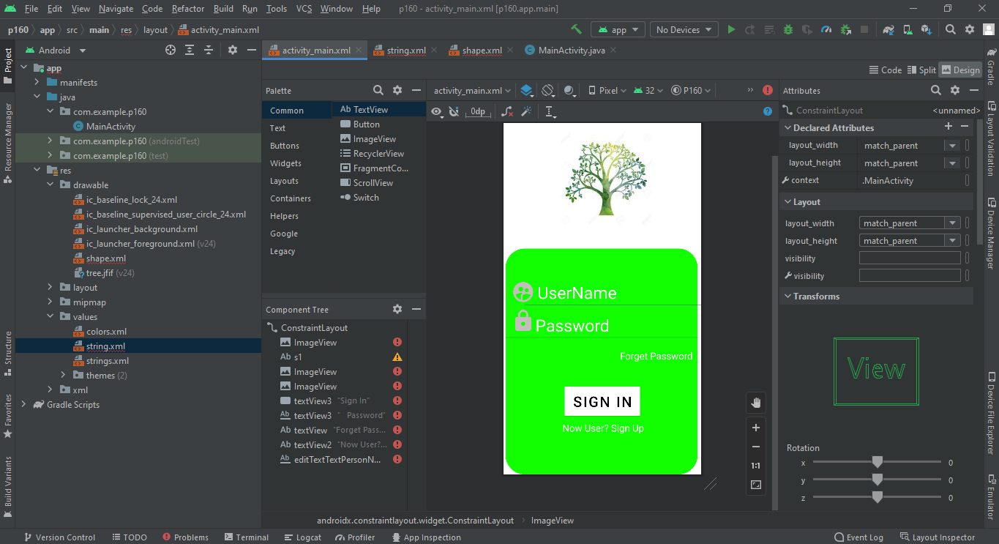 File Edit View Navigate Code Refactor Build Run Tools VCS Window Help p160 - activity_main.xml [p160.app.main]
p160 app src main res layout activity_main.xml app No Devices
Android
activity_main.xml string.xml shape.xml MainActivity.java
Code Split Design
Project
Resource Manager
Structure
Favorites
Build Variants
app
manifests
java
com.example.p160
MainActivity
com.example.p160 (androidTest)
com.example.p160 (test)
res
drawable
ic_baseline_lock_24.xml
ic_baseline_supervised_user_circle_24.xml
ic_launcher_background.xml
ic_launcher_foreground.xml (v24)
shape.xml
tree.jfif (v24)
layout
mipmap
values
colors.xml
string.xml
strings.xml
themes (2)
xml
Gradle Scripts
Palette
Common
Text
Buttons
Widgets
Layouts
Containers
Helpers
Google
Legacy
Ab TextView
Button
ImageView
RecyclerView
FragmentCo...
ScrollView
Switch
Component Tree
ConstraintLayout
ImageView
Ab s1
ImageView
ImageView
textView3 "Sign In"
Ab textView3 " Password"
Ab textView "Forget Pass...
Ab textView2 "Now User?...
Ab editTextTextPersonN...
activity_main.xml Pixel 32 P160
0dp
UserName
Password
Forget Password
SIGN IN
Now User? Sign Up
1:1
Attributes
ConstraintLayout <unnamed>
Declared Attributes
layout_width match_parent
layout_height match_parent
context .MainActivity
Layout
layout_width match_parent
layout_height match_parent
visibility
visibility
Transforms
View
Rotation
x 0
y 0
z 0
Gradle
Layout Validation
Device Manager
Device File Explorer
Emulator
androidx.constraintlayout.widget.ConstraintLayout ImageView
Version Control TODO Problems Terminal Logcat Profiler App Inspection Event Log Layout Inspector